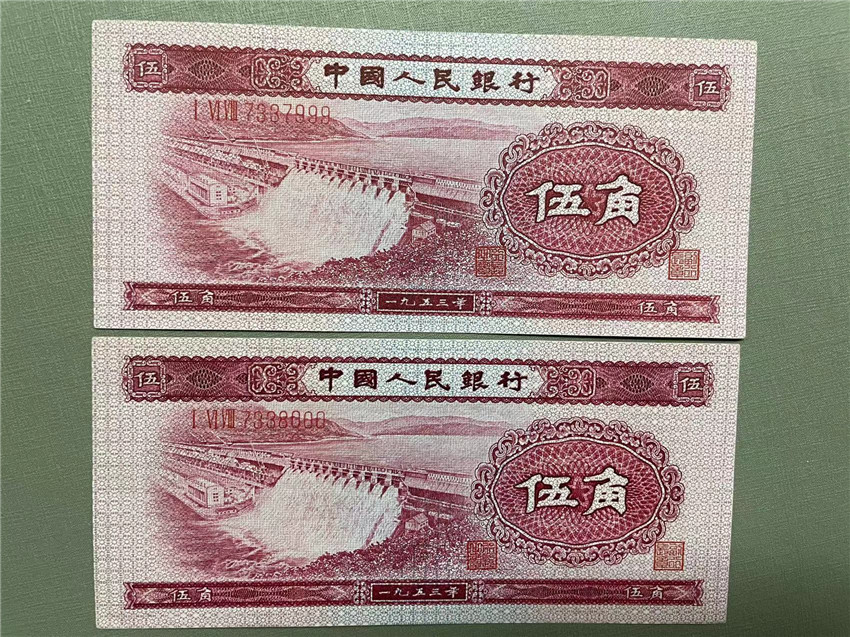 伍 中國人民銀行 伍
I VI VIII 7337999
伍角
伍角 一九五三年 伍角
伍 中國人民銀行 伍
I VI VIII 7338000
伍角
伍角 一九五三年 伍角